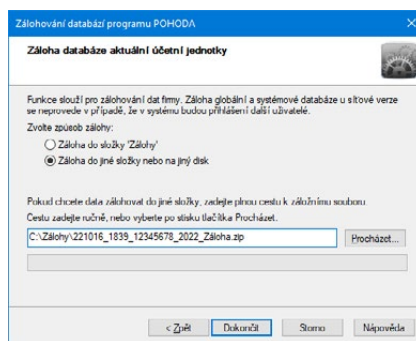 Zálohování databází programu POHODA
Záloha databáze aktuální účetní jednotky
Funkce slouží pro zálohování dat firmy. Záloha globální a systémové databáze u síťové verze
se neprovede v případě, že v systému budou přihlášení další uživatelé.
Zvolte způsob zálohy:
Záloha do složky 'Zálohy'
Záloha do jiné složky nebo na jiný disk
Pokud chcete data zálohovat do jiné složky, zadejte plnou cestu k záložnímu souboru.
Cestu zadejte ručně, nebo vyberte po stisku tlačítka Procházet.
C:\Zálohy\221016_1839_12345678_2022_Záloha.zip
Procházet...
< Zpět
Dokončit
Storno
Nápověda